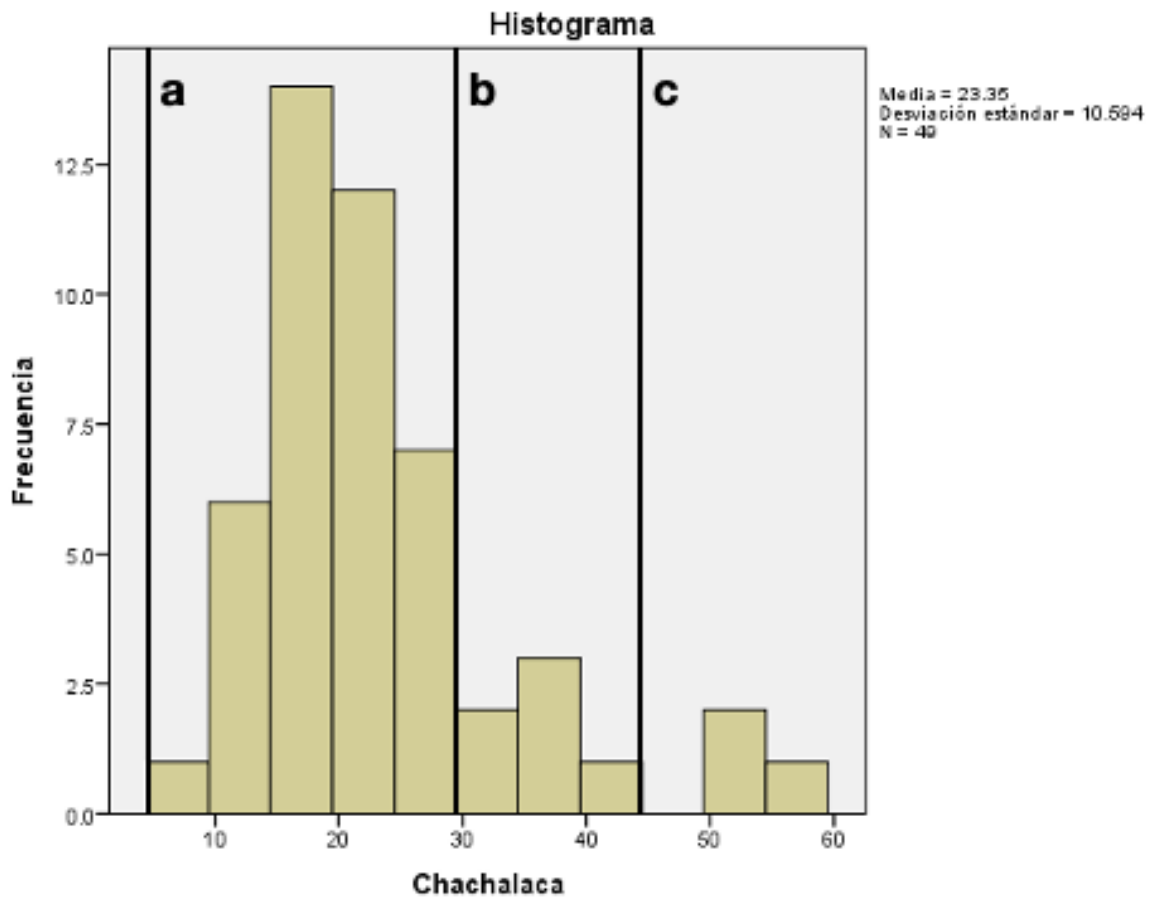 Histograma
a b c
Media = 23.35
Desviación estándar = 10.594
N = 49
Frecuencia
12.5
10.0
7.5
5.0
2.5
0.0
10 20 30 40 50 60
Chachalaca